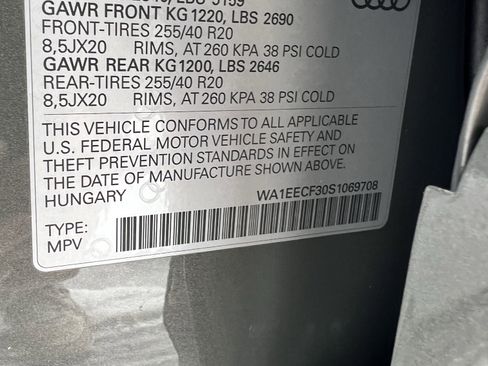 GAWR FRONT KG 1220, LBS 2690
FRONT-TIRES 255/40 R20
8,5JX20 RIMS, AT 260 KPA 38 PSI COLD
GAWR REAR KG 1200, LBS 2646
REAR-TIRES 255/40 R20
8,5JX20 RIMS, AT 260 KPA 38 PSI COLD
THIS VEHICLE CONFORMS TO ALL APPLICABLE
U.S. FEDERAL MOTOR VEHICLE SAFETY AND
THEFT PREVENTION STANDARDS IN EFFECT ON
THE DATE OF MANUFACTURE SHOWN ABOVE.
HUNGARY WA1EECF30S1069708
TYPE:
MPV